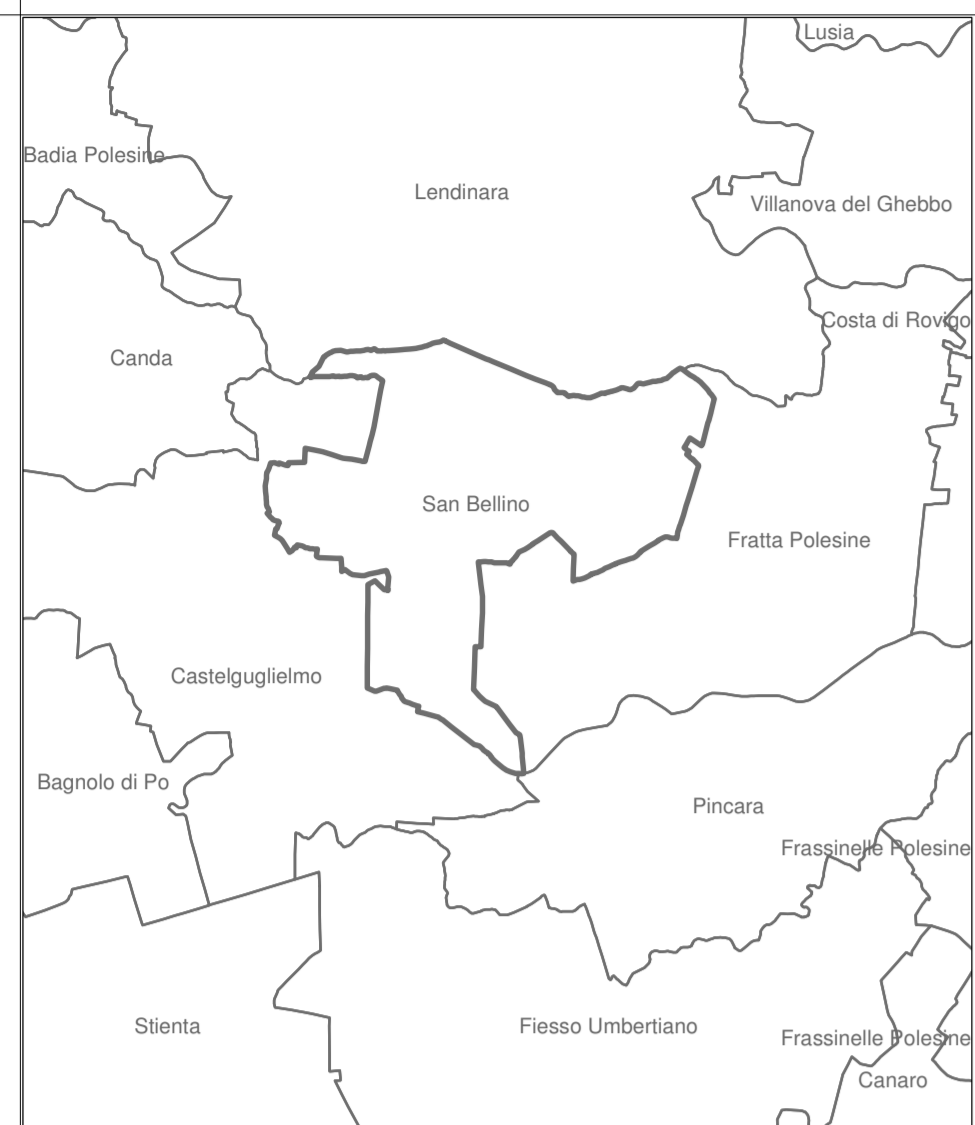 Lusia
Badia Polesine
Lendinara
Villanova del Ghebbo
Costa di Rovigo
Canda
San Bellino
Fratta Polesine
Castelguglielmo
Bagnolo di Po
Pincara
Frassinelle Polesine
Stienta
Fiesso Umbertiano
Frassinelle Polesine
Canaro